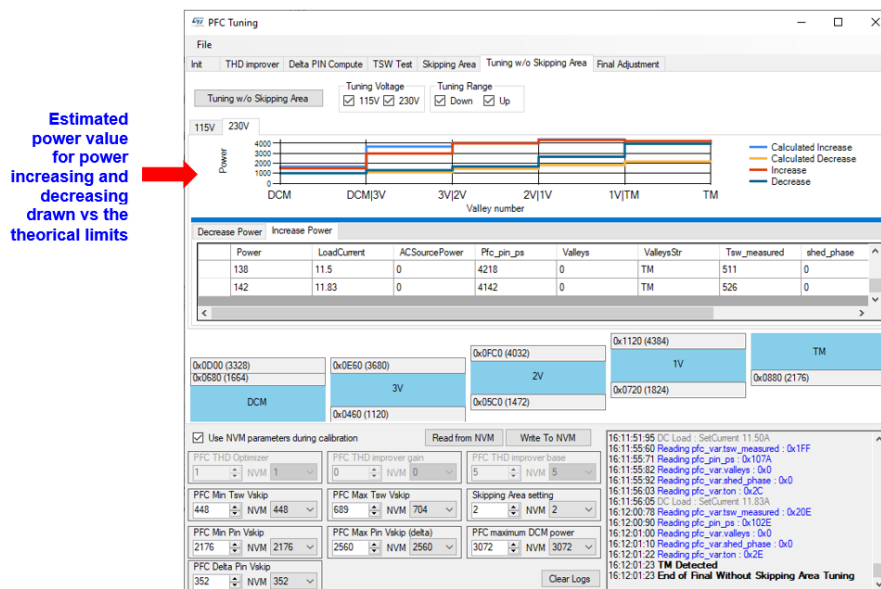 PFC Tuning
File
Init THD improver Delta PIN Compute TSW Test Skipping Area Tuning w/o Skipping Area Final Adjustment
Tuning w/o Skipping Area
Tuning Voltage
115V 230V
Tuning Range
Down Up
115V 230V
Estimated
power value
for power
increasing and
decreasing
drawn vs the
theorical limits
Power
4000
3000
2000
1000
0
DCM DCM|3V 3V|2V 2V|1V 1V|TM TM
Valley number
Calculated Increase
Calculated Decrease
Increase
Decrease
Decrease Power Increase Power
Power LoadCurrent ACSourcePower Pfc_pin_ps Valleys ValleysStr Tsw_measured shed_phase
138 11.5 0 4218 0 TM 511 0
142 11.83 0 4142 0 TM 526 0
0x0D00 (3328)
0x0680 (1664)
DCM
0x0E60 (3680)
3V
0x0460 (1120)
0x0FC0 (4032)
2V
0x05C0 (1472)
0x1120 (4384)
1V
0x0720 (1824)
TM
0x0880 (2176)
Use NVM parameters during calibration Read from NVM Write To NVM
PFC THD Optimizer PFC THD improver gain PFC THD improver base
1 NVM 1 0 NVM 0 5 NVM 5
PFC Min Tsw Vskip PFC Max Tsw Vskip Skipping Area setting
448 NVM 448 689 NVM 704 2 NVM 2
PFC Min Pin Vskip PFC Max Pin Vskip (delta) PFC maximum DCM power
2176 NVM 2176 2560 NVM 2560 3072 NVM 3072
PFC Delta Pin Vskip
352 NVM 352
Clear Logs
16:11:51:95 DC Load : SetCurrent 11.50A
16:11:55:60 Reading pfc_var.tsw_measured : 0x1FF
16:11:55:71 Reading pfc_pin_ps : 0x107A
16:11:55:82 Reading pfc_var.valleys : 0x0
16:11:55:92 Reading pfc_var.shed_phase : 0x0
16:11:56:03 Reading pfc_var.ton : 0x2C
16:11:56:05 DC Load : SetCurrent 11.83A
16:12:00:78 Reading pfc_var.tsw_measured : 0x20E
16:12:00:90 Reading pfc_pin_ps : 0x102E
16:12:01:00 Reading pfc_var.valleys : 0x0
16:12:01:10 Reading pfc_var.shed_phase : 0x0
16:12:01:22 Reading pfc_var.ton : 0x2E
16:12:01:23 TM Detected
16:12:01:23 End of Final Without Skipping Area Tuning